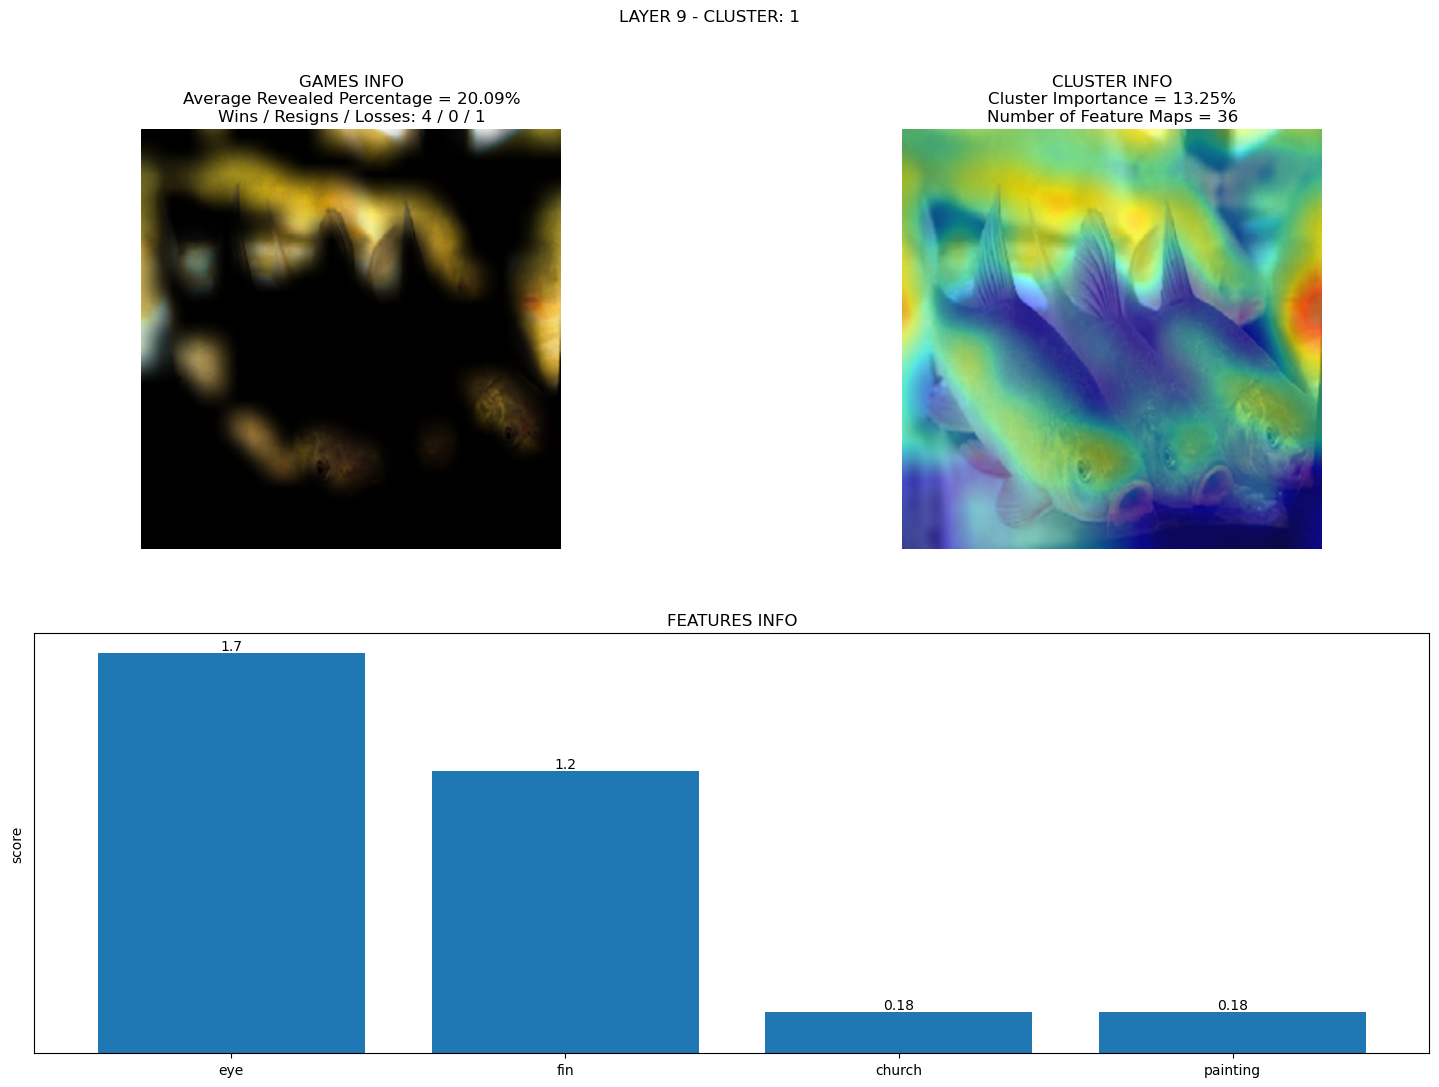 LAYER 9 - CLUSTER: 1
GAMES INFO
Average Revealed Percentage = 20.09%
Wins / Resigns / Losses: 4 / 0 / 1
CLUSTER INFO
Cluster Importance = 13.25%
Number of Feature Maps = 36
FEATURES INFO
score
1.7
1.2
0.18
0.18
eye
fin
church
painting